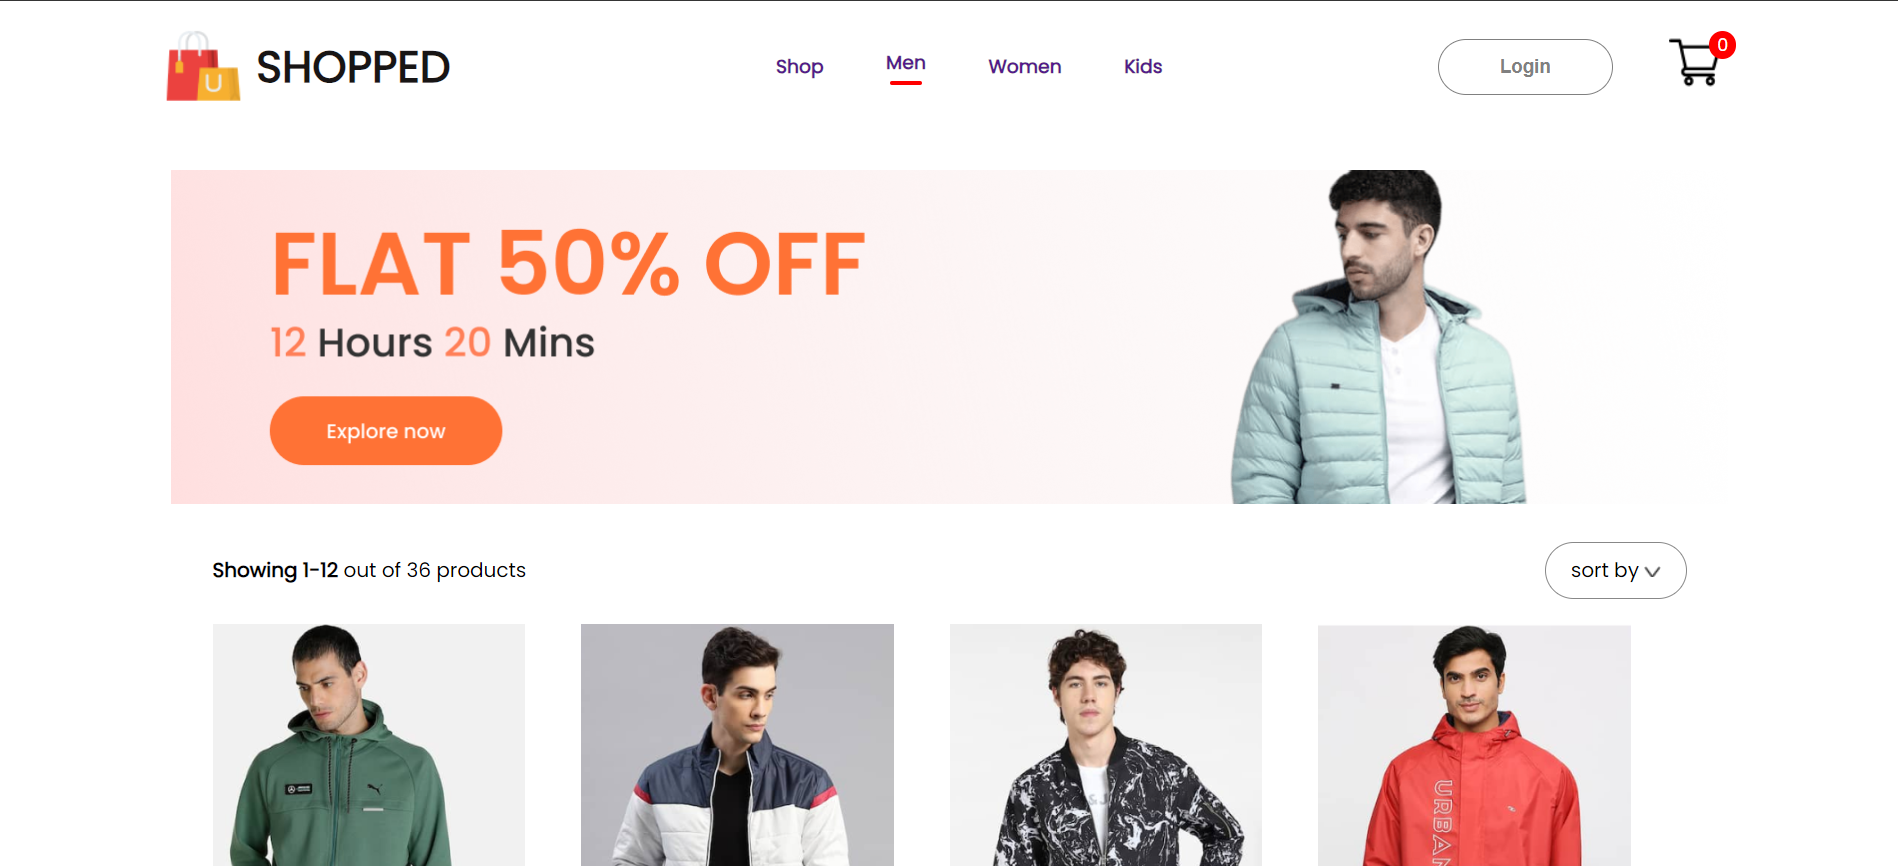 U SHOPPED
Shop Men Women Kids
Login
0
FLAT 50% OFF
12 Hours 20 Mins
Explore now
Showing 1-12 out of 36 products
sort by
URBAN